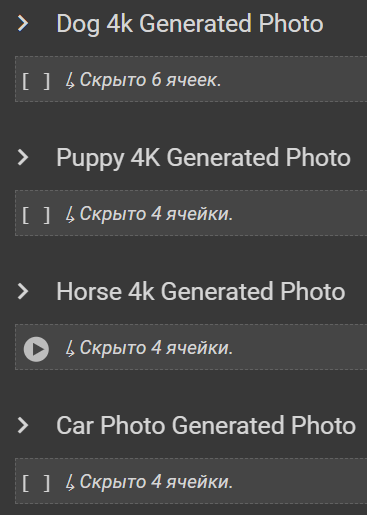 Dog 4k Generated Photo
[ ] ↳ Скрыто 6 ячеек.
Puppy 4K Generated Photo
[ ] ↳ Скрыто 4 ячейки.
Horse 4k Generated Photo
↳ Скрыто 4 ячейки.
Car Photo Generated Photo
[ ] ↳ Скрыто 4 ячейки.